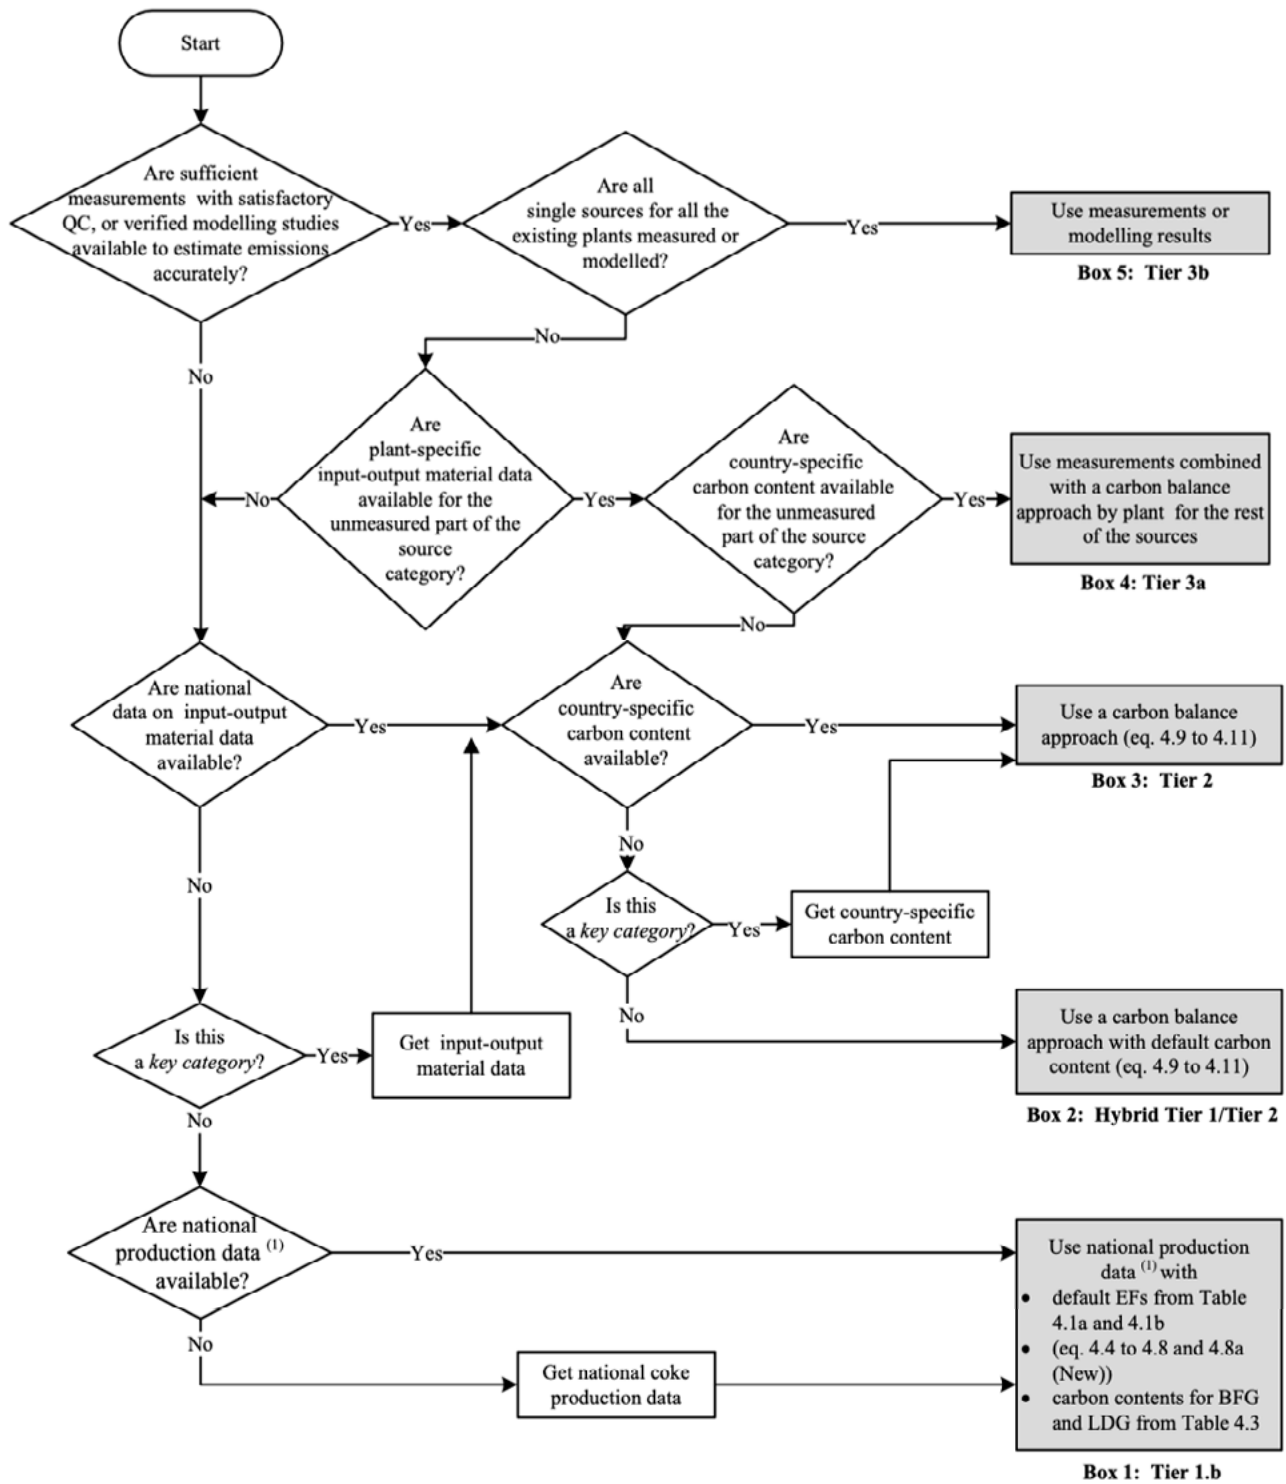 Start
Are sufficient
measurements with satisfactory
QC, or verified modelling studies
available to estimate emissions
accurately?
Yes
Are all
single sources for all the
existing plants measured or
modelled?
Yes
Use measurements or
modelling results
Box 5: Tier 3b
No
No
Are
plant-specific
input-output material data
available for the
unmeasured part of the
source
category?
No
Yes
Are
country-specific
carbon content available
for the unmeasured
part of the source
category?
Yes
Use measurements combined
with a carbon balance
approach by plant for the rest
of the sources
Box 4: Tier 3a
No
Are national
data on input-output
material data
available?
Yes
Are
country-specific
carbon content
available?
Yes
Use a carbon balance
approach (eq. 4.9 to 4.11)
Box 3: Tier 2
No
No
Is this
a key category?
Yes
Get country-specific
carbon content
No
Use a carbon balance
approach with default carbon
content (eq. 4.9 to 4.11)
Box 2: Hybrid Tier 1/Tier 2
Is this
a key category?
Yes
Get input-output
material data
No
Are national
production data (1)
available?
Yes
Use national production
data (1) with
• default EFs from Table
4.1a and 4.1b
• (eq. 4.4 to 4.8 and 4.8a
(New))
• carbon contents for BFG
and LDG from Table 4.3
Box 1: Tier 1.b
No
Get national coke
production data